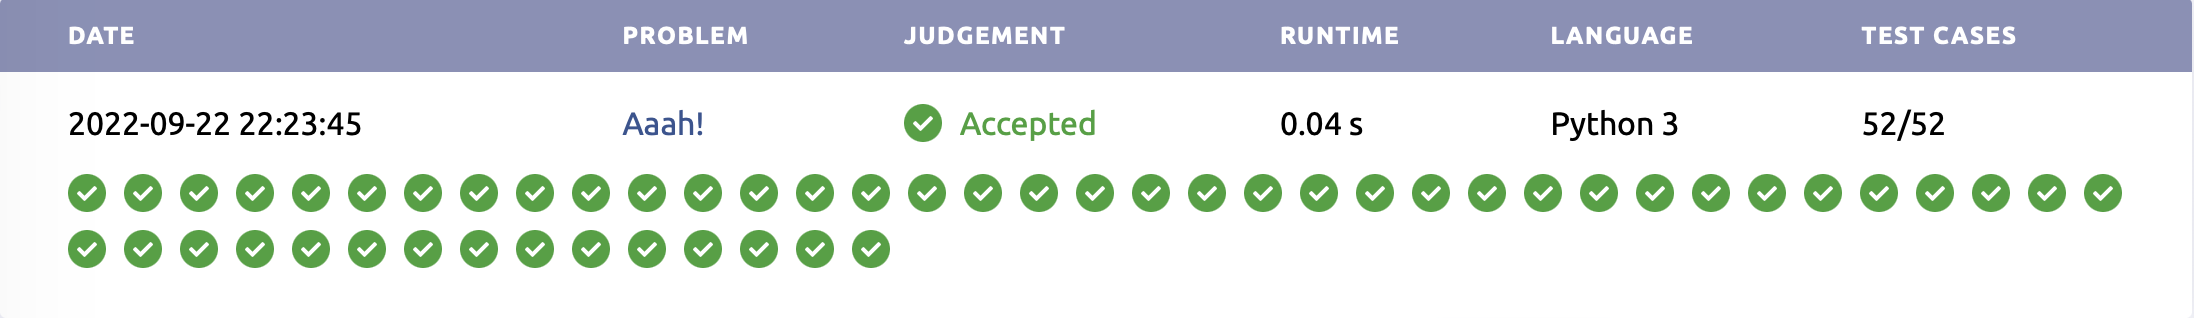 DATE PROBLEM JUDGEMENT RUNTIME LANGUAGE TEST CASES
2022-09-22 22:23:45 Aaah! Accepted 0.04 s Python 3 52/52